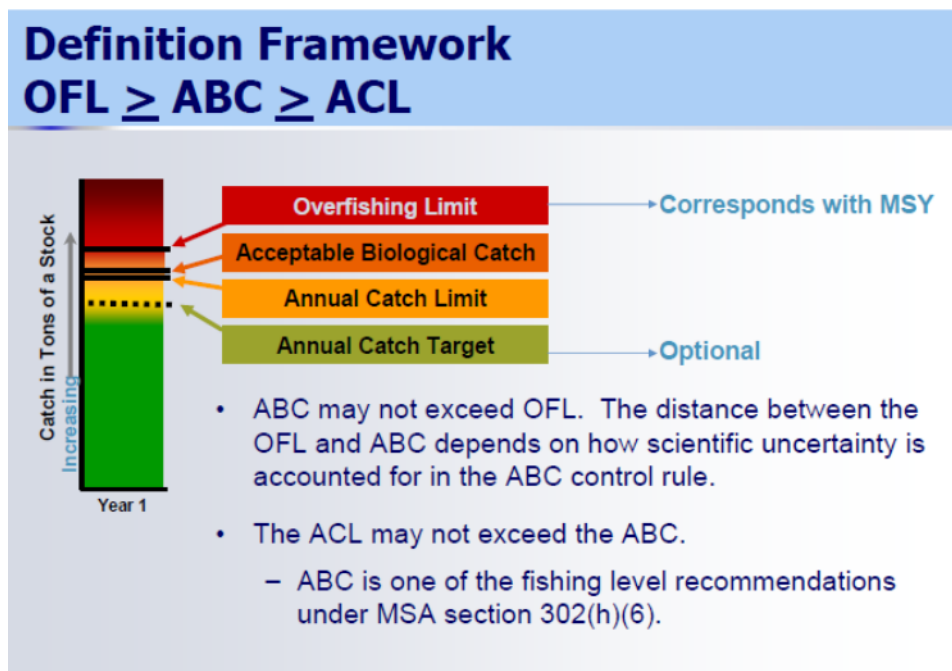 Definition Framework
OFL > ABC > ACL
Catch in Tons of a Stock
Increasing
Year 1
Overfishing Limit
Corresponds with MSY
Acceptable Biological Catch
Annual Catch Limit
Annual Catch Target
Optional
• ABC may not exceed OFL. The distance between the
OFL and ABC depends on how scientific uncertainty is
accounted for in the ABC control rule.
• The ACL may not exceed the ABC.
– ABC is one of the fishing level recommendations
under MSA section 302(h)(6).